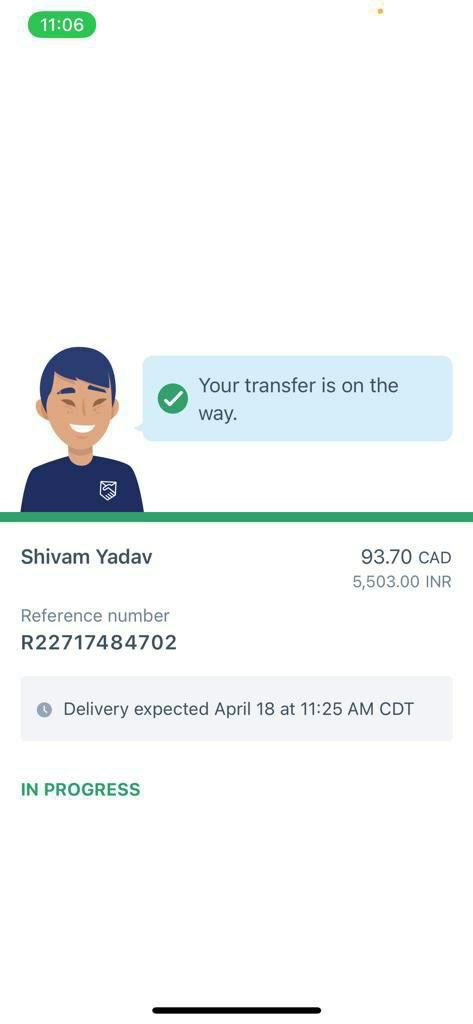 11:06
Your transfer is on the
way.
Shivam Yadav 93.70 CAD
5,503.00 INR
Reference number
R22717484702
Delivery expected April 18 at 11:25 AM CDT
IN PROGRESS